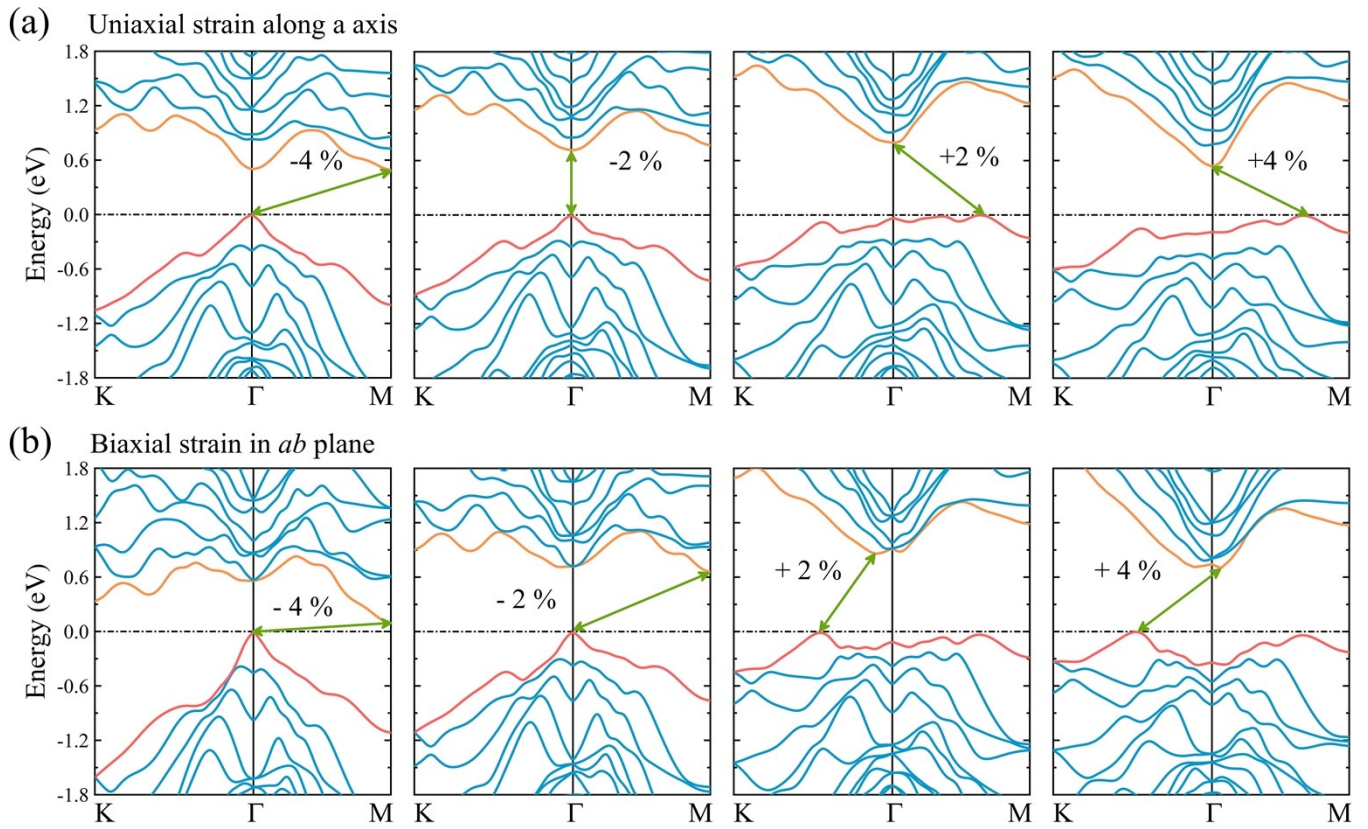 (a) Uniaxial strain along a axis
1.8
1.2
0.6
0.0
-0.6
-1.2
-1.8
Energy (eV)
-4 %
-2 %
+2 %
+4 %
K Γ M K Γ M K Γ M K Γ M
(b) Biaxial strain in ab plane
1.8
1.2
0.6
0.0
-0.6
-1.2
-1.8
Energy (eV)
- 4 %
- 2 %
+ 2 %
+ 4 %
K Γ M K Γ M K Γ M K Γ M